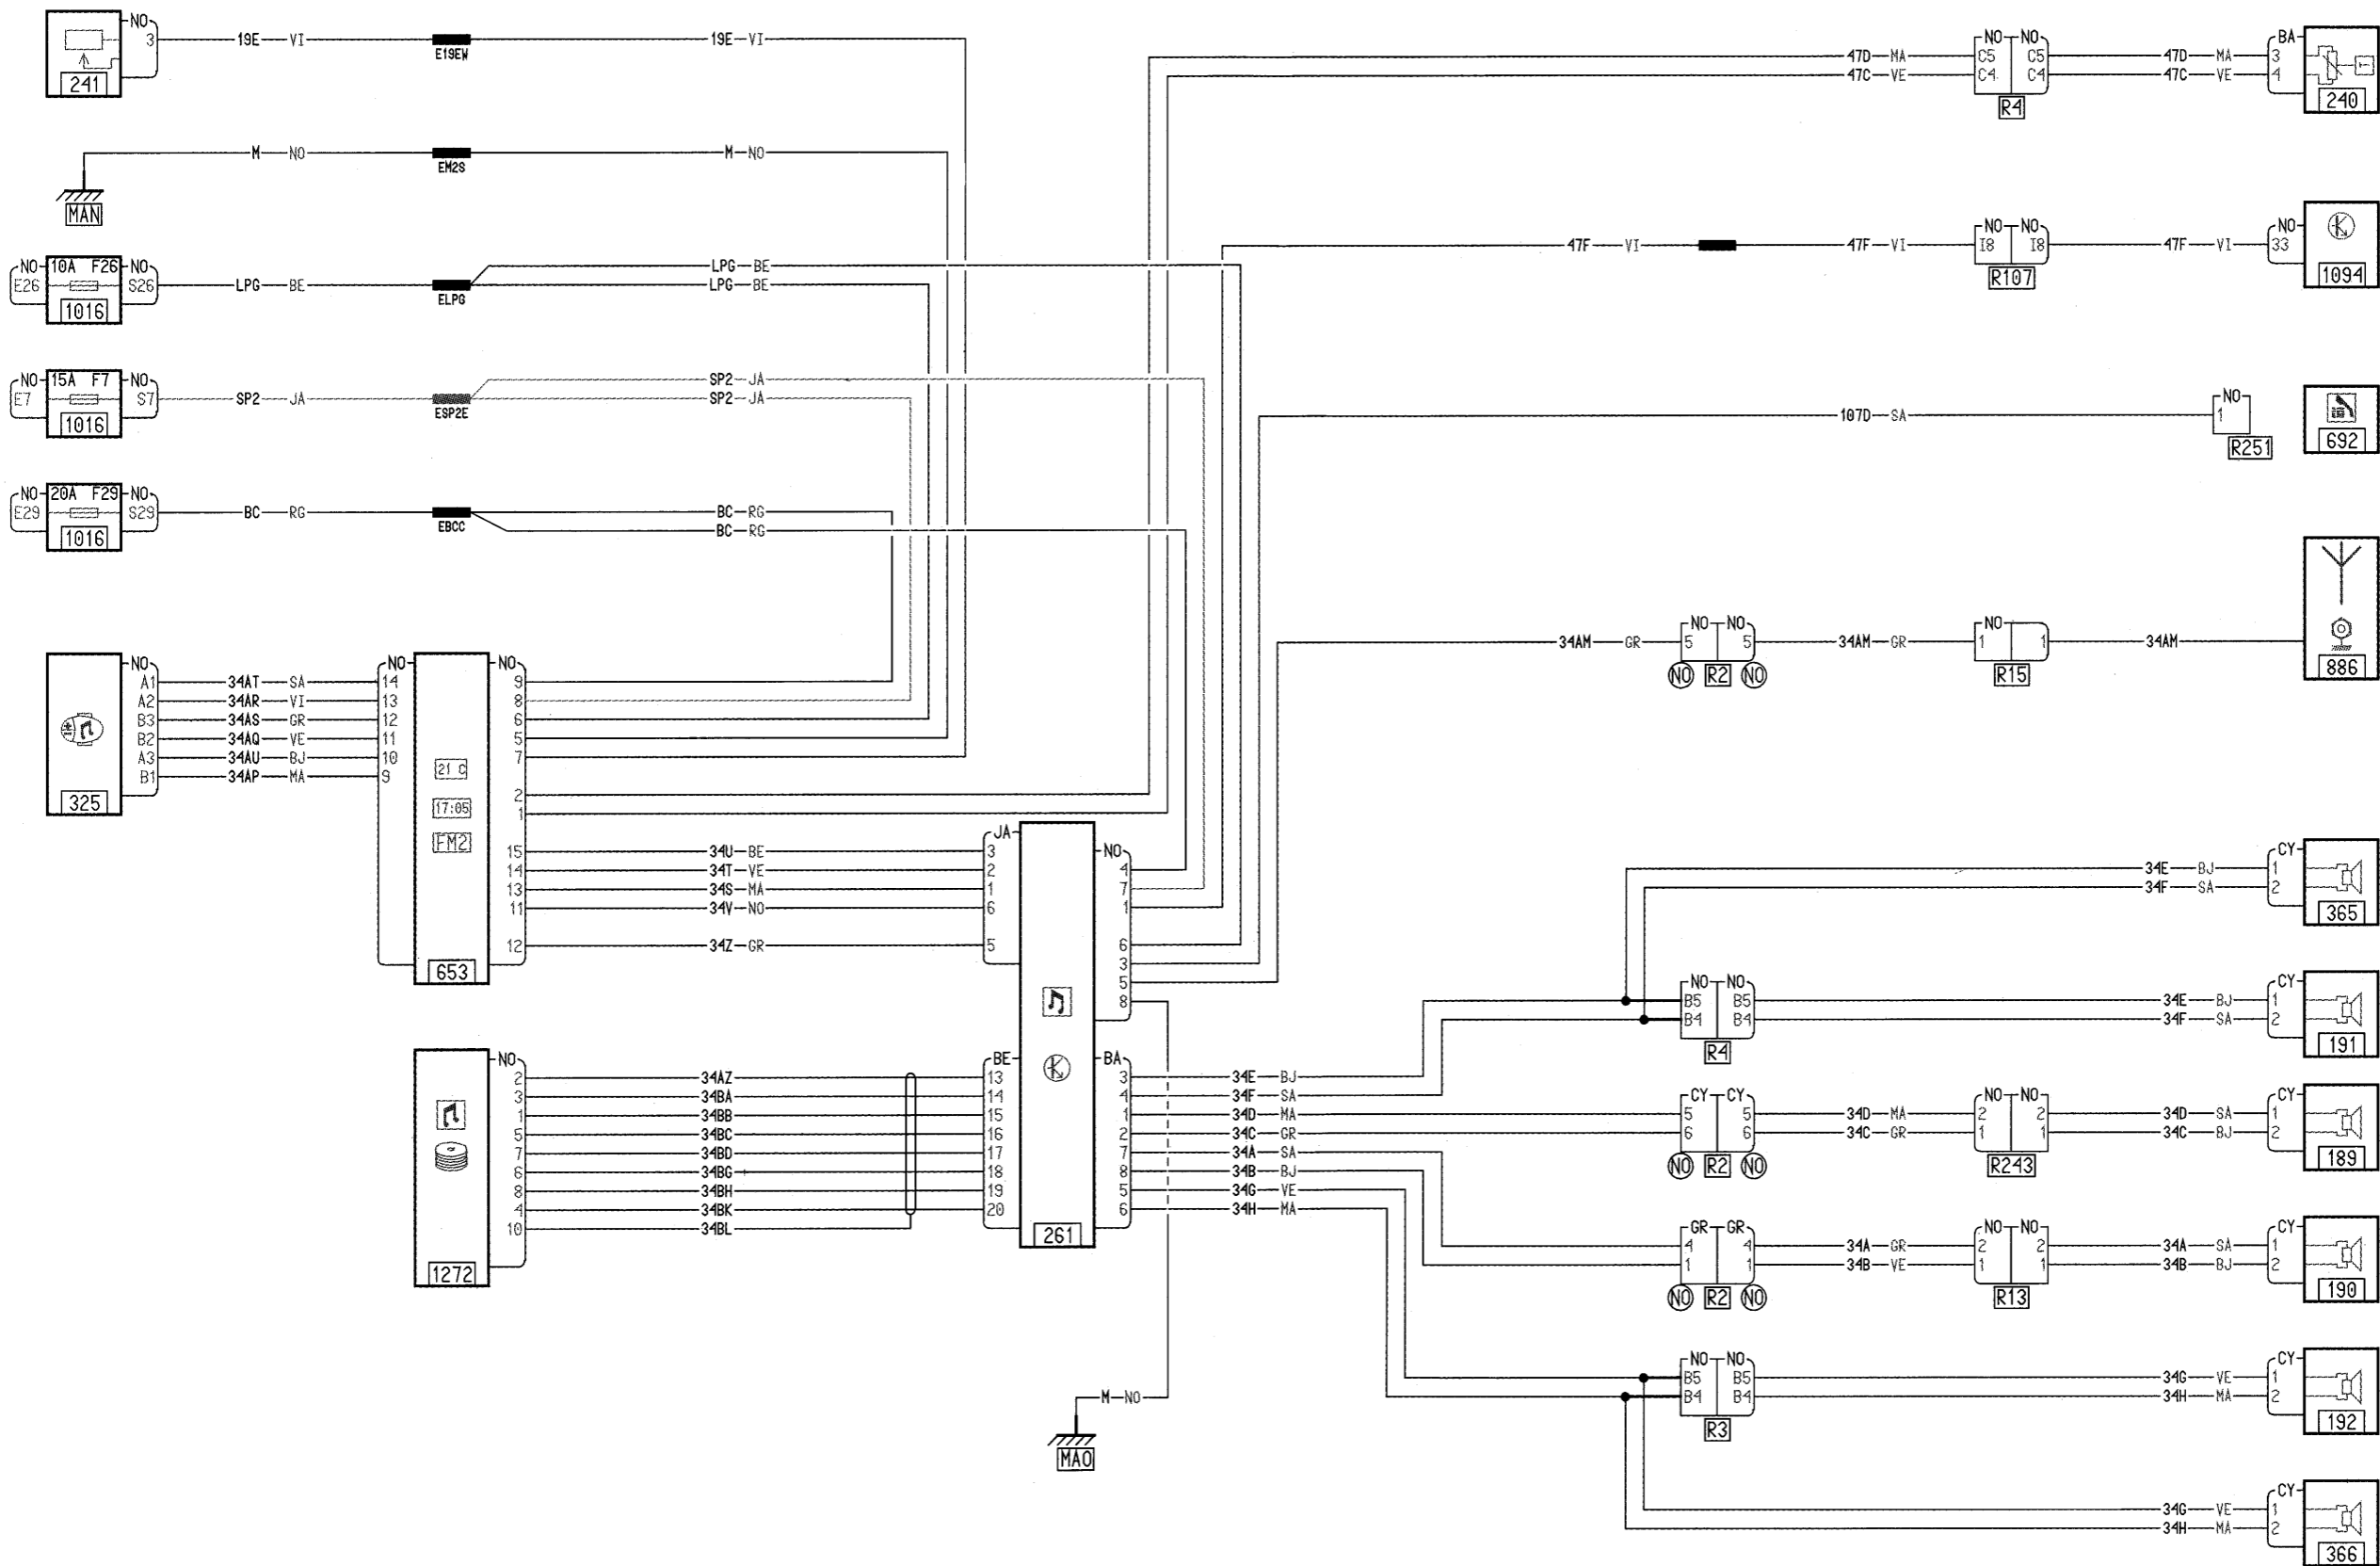 NO
3 19E VI E19EW 19E VI
241
M NO EM2S M NO
MAN
NO 10A F26 NO
E26 S26 LPG BE ELPG LPG BE
LPG BE
1016
NO 15A F7 NO
E7 S7 SP2 JA ESP2E SP2 JA
SP2 JA
1016
NO 20A F29 NO
E29 S29 BC RG EBCC BC RG
BC RG
1016
NO NO NO
A1 34AT SA 14 9
A2 34AR VI 13 8
B3 34AS GR 12 6
B2 34AQ VE 11 5
A3 34AU BJ 10 7
B1 34AP MA 9
325
21 C
17:05
FM2
2
1
JA
15 34U BE 3
14 34T VE 2
13 34S MA 1
11 34V NO 6
12 34Z GR 5
653
NO
4
7
1
6
3
5
8
NO BE
2 34AZ 13
3 34BA 14
1 34BB 15
5 34BC 16
7 34BD 17
6 34BG 18
8 34BH 19
4 34BK 20
10 34BL
1272
261
BA
3 34E BJ
4 34F SA
1 34D MA
2 34C GR
7 34A SA
8 34B BJ
5 34G VE
6 34H MA
M NO
MAO
NO NO BA
47D MA C5 C5 47D MA 3
47C VE C4 C4 47C VE 4
R4 240
NO NO NO
47F VI 47F VI I8 I8 47F VI 33
R107 1094
NO
107D SA 1
R251 692
NO NO NO
34AM GR 5 5 34AM GR 1 1 34AM
NO R2 NO R15 886
CY
34E BJ 1
34F SA 2
365
NO NO CY
B5 B5 34E BJ 1
B4 B4 34F SA 2
R4 191
CY CY NO NO CY
5 5 34D MA 2 2 34D SA 1
6 6 34C GR 1 1 34C BJ 2
NO R2 NO R243 189
GR GR NO NO CY
4 4 34A GR 2 2 34A SA 1
1 1 34B VE 1 1 34B BJ 2
NO R2 NO R13 190
NO NO CY
B5 B5 34G VE 1
B4 B4 34H MA 2
R3 192
CY
34G VE 1
34H MA 2
366